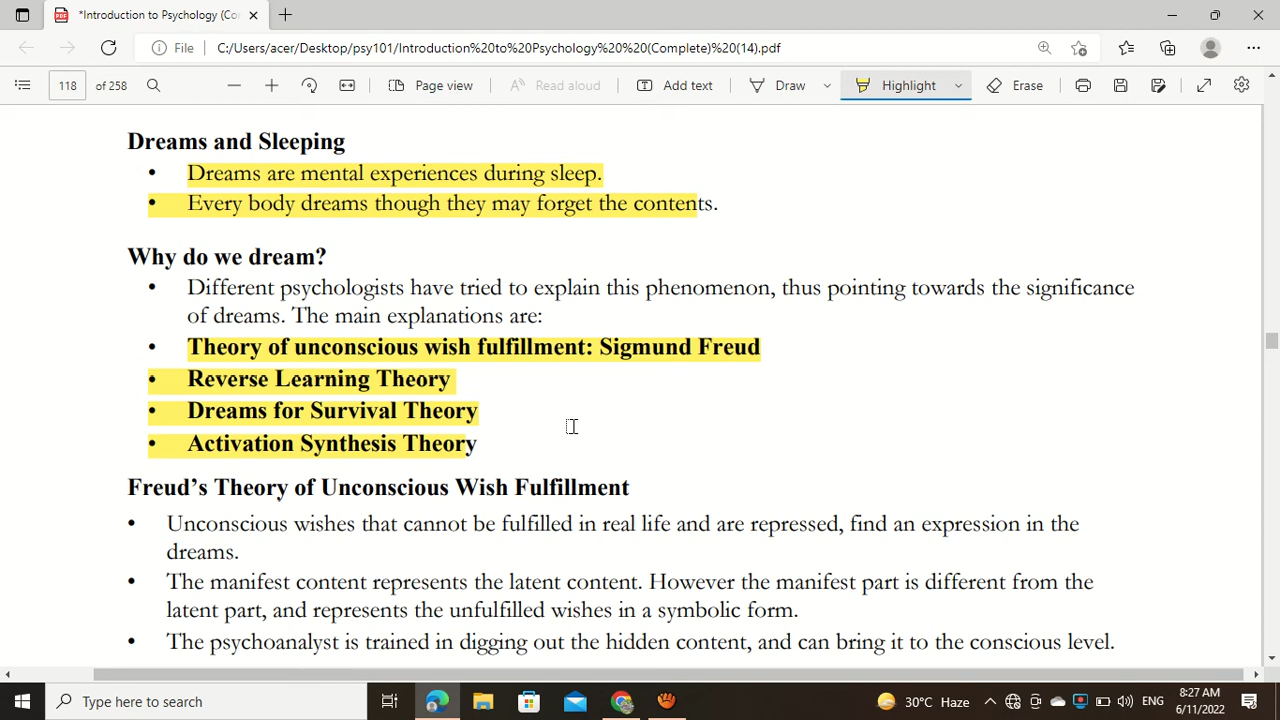 *Introduction to Psychology (Co
File C:/Users/acer/Desktop/psy101/Introduction%20to%20Psychology%20%20(Complete)%20(14).pdf
118 of 258 Page view Read aloud Add text Draw Highlight Erase
Dreams and Sleeping
• Dreams are mental experiences during sleep.
• Every body dreams though they may forget the contents.
Why do we dream?
• Different psychologists have tried to explain this phenomenon, thus pointing towards the significance
of dreams. The main explanations are:
• Theory of unconscious wish fulfillment: Sigmund Freud
• Reverse Learning Theory
• Dreams for Survival Theory
• Activation Synthesis Theory
Freud's Theory of Unconscious Wish Fulfillment
• Unconscious wishes that cannot be fulfilled in real life and are repressed, find an expression in the
dreams.
• The manifest content represents the latent content. However the manifest part is different from the
latent part, and represents the unfulfilled wishes in a symbolic form.
• The psychoanalyst is trained in digging out the hidden content, and can bring it to the conscious level.
Type here to search 30°C Haze ENG 8:27 AM
6/11/2022